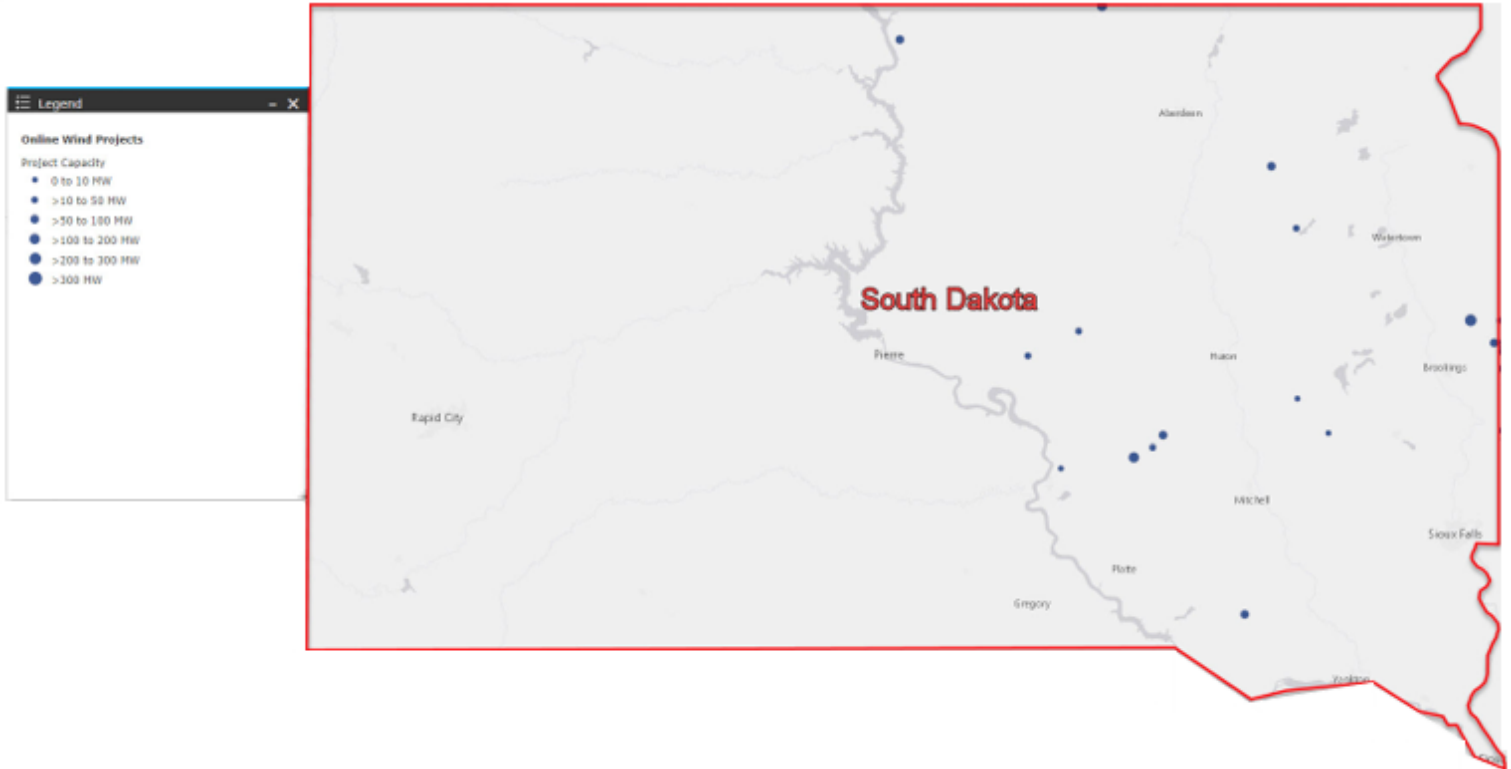 Legend
Online Wind Projects
Project Capacity
0 to 10 MW
>10 to 50 MW
>50 to 100 MW
>100 to 200 MW
>200 to 300 MW
>300 MW
Aberdeen
Watertown
South Dakota
Pierre
Huron
Brookings
Rapid City
Mitchell
Sioux Falls
Platte
Gregory
Yankton